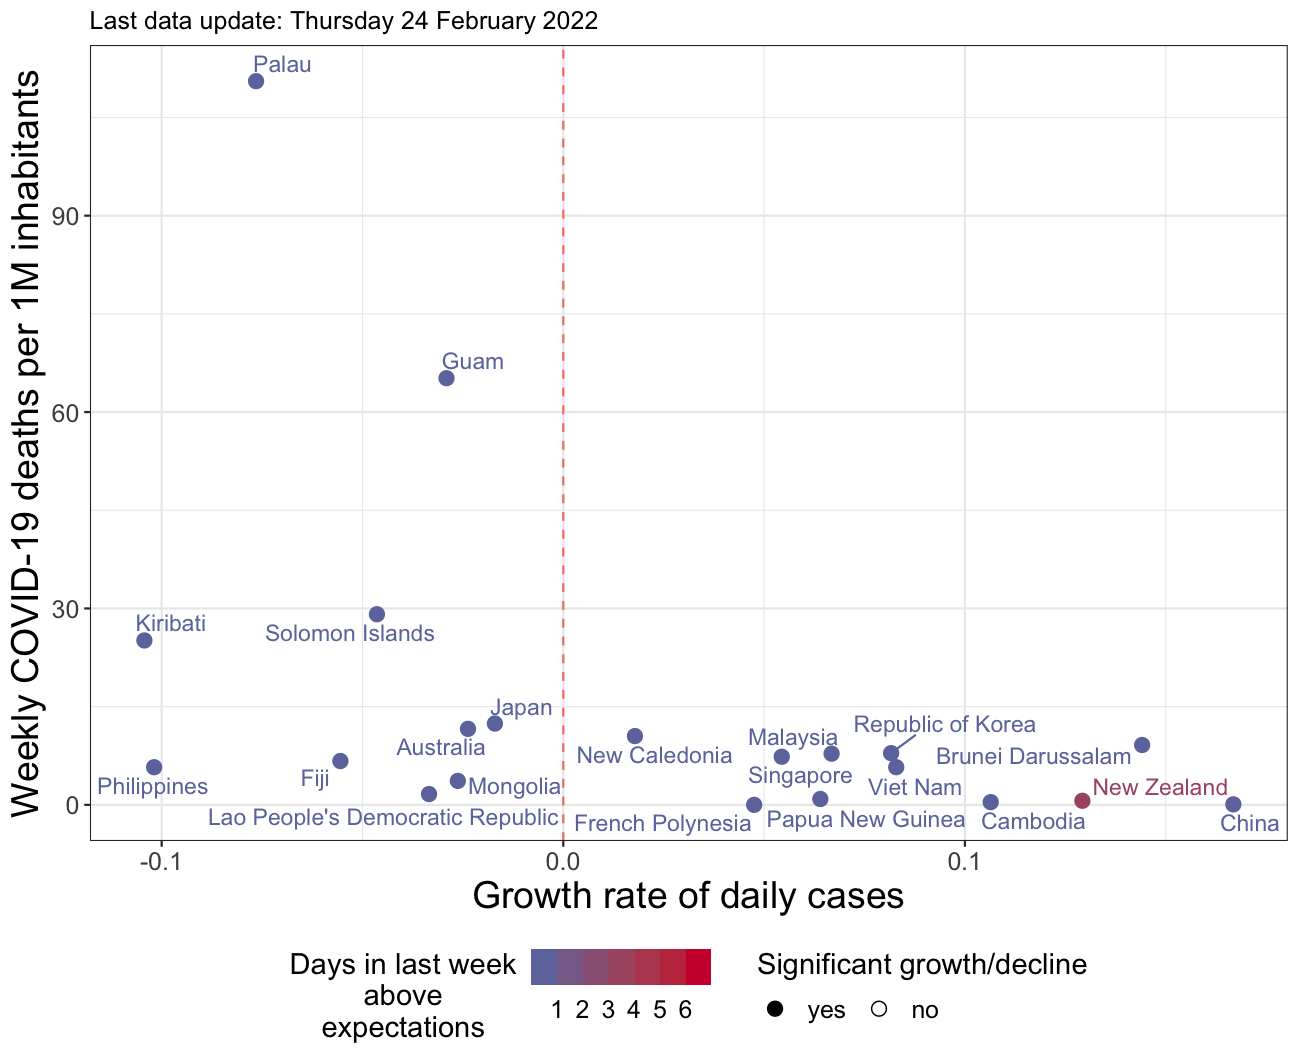 Last data update: Thursday 24 February 2022
Weekly COVID-19 deaths per 1M inhabitants
90
60
30
0
Palau
Guam
Kiribati
Solomon Islands
Japan
Australia
Philippines
Fiji
Mongolia
Lao People's Democratic Republic
New Caledonia
Malaysia
Republic of Korea
Brunei Darussalam
Singapore
Viet Nam
New Zealand
French Polynesia
Papua New Guinea
Cambodia
China
-0.1
0.0
0.1
Growth rate of daily cases
Days in last week
above
expectations
1 2 3 4 5 6
Significant growth/decline
yes
no